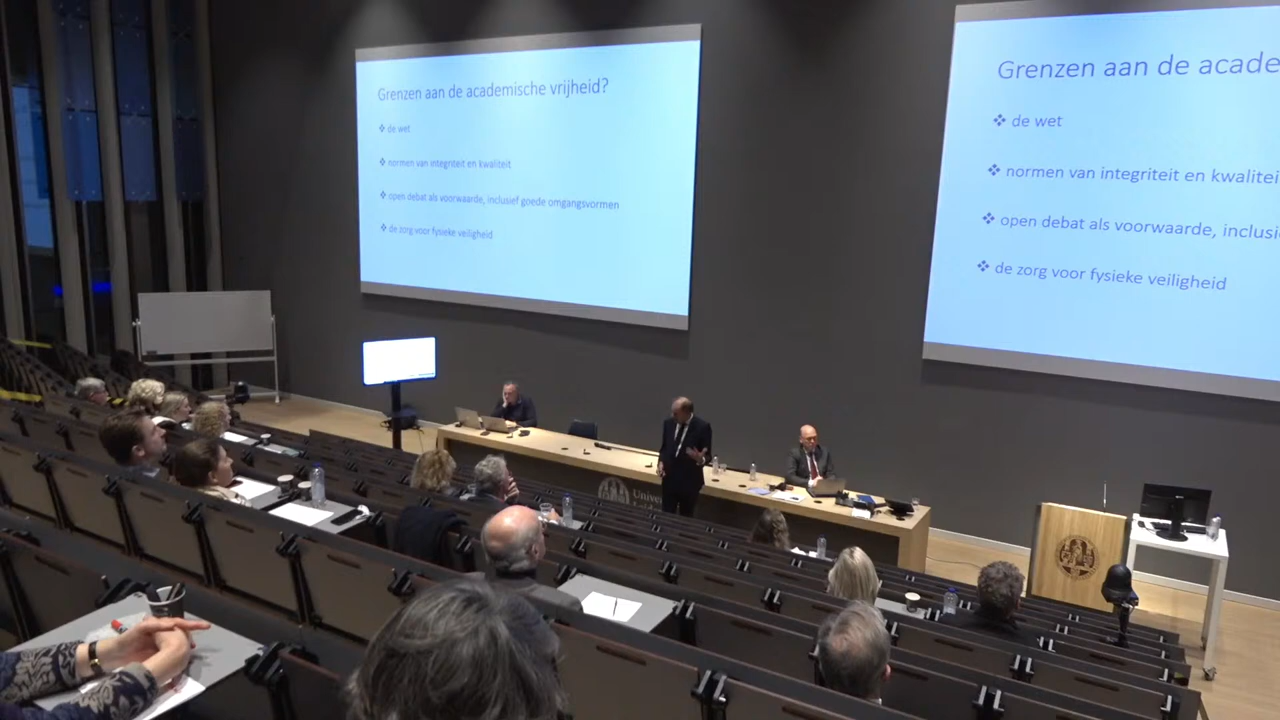 Grenzen aan de academische vrijheid?
❖ de wet
❖ normen van integriteit en kwaliteit
❖ open debat als voorwaarde, inclusief goede omgangsvormen
❖ de zorg voor fysieke veiligheid
Grenzen aan de acade
❖ de wet
❖ normen van integriteit en kwalitei
❖ open debat als voorwaarde, inclusi
❖ de zorg voor fysieke veiligheid
Univer